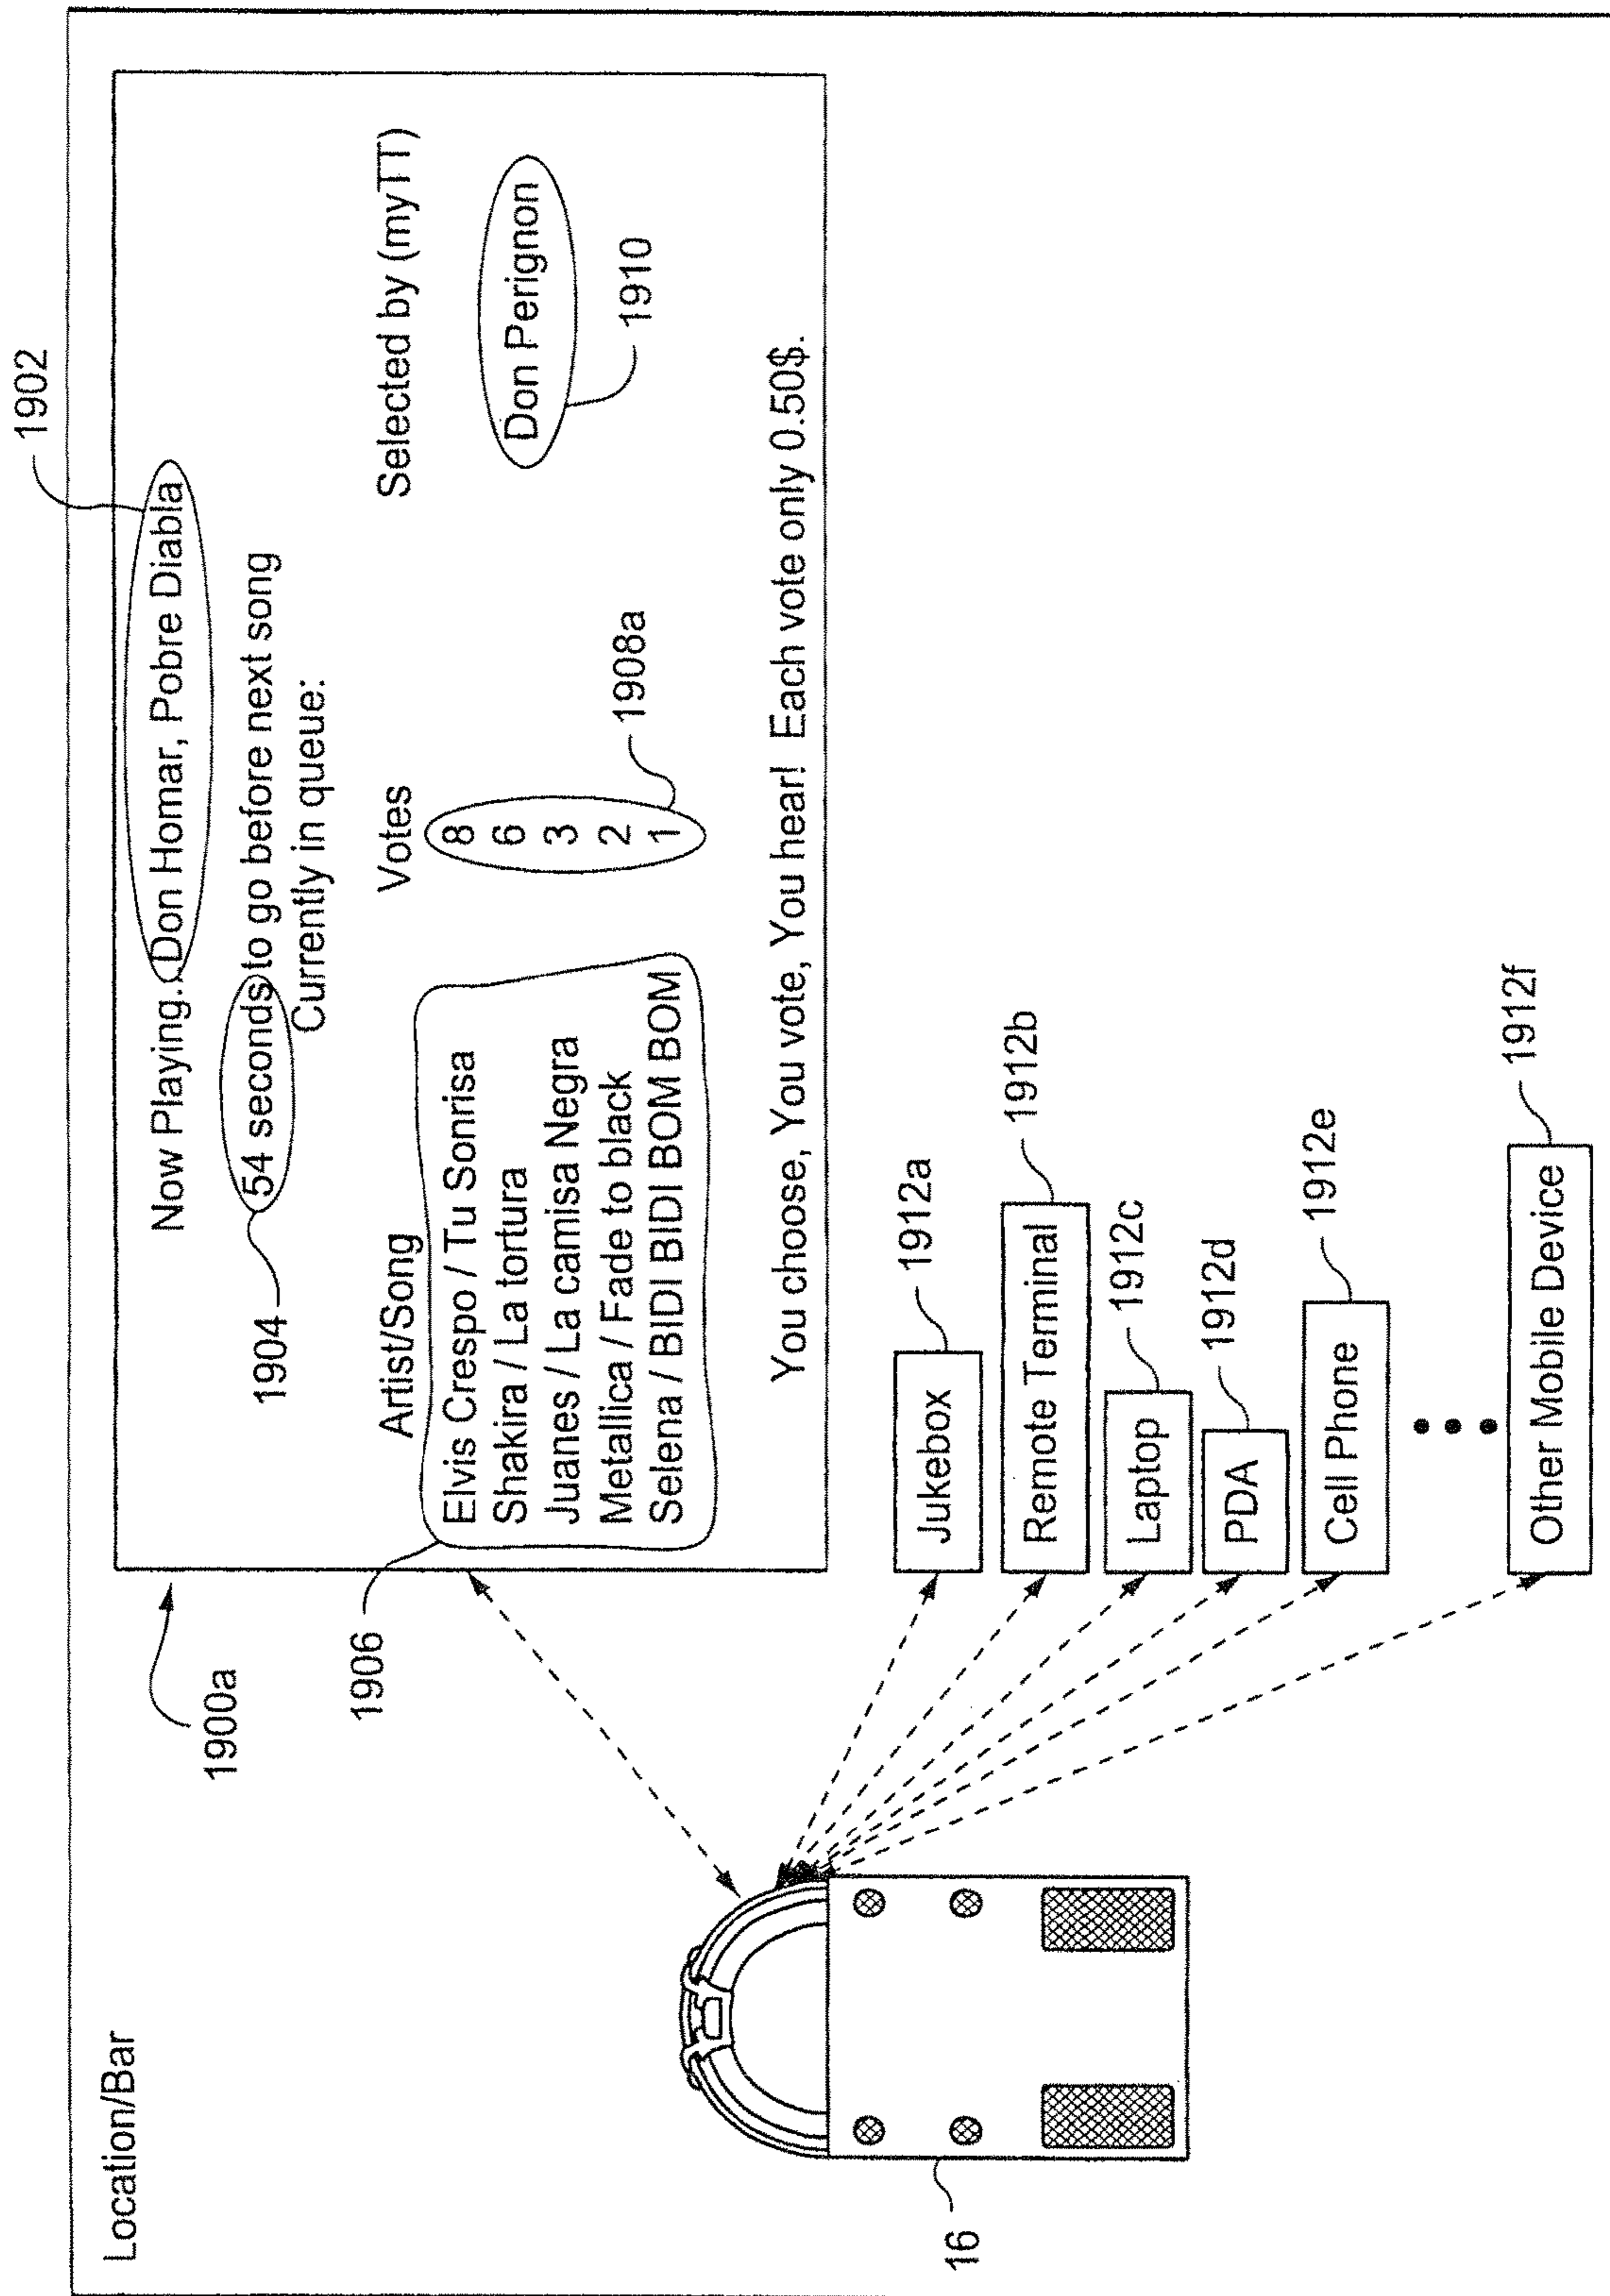 Location/Bar
1900a
1902
Now Playing...Don Homar, Pobre Diabla
1904
54 seconds to go before next song
Currently in queue:
1906
Artist/Song Votes Selected by (myTT)
Elvis Crespo / Tu Sonrisa 8
Shakira / La tortura 6 Don Perignon
Juanes / La camisa Negra 3
Metallica / Fade to black 2
Selena / BIDI BIDI BOM BOM 1
1908a
1910
You choose, You vote, You hear! Each vote only 0.50$.
16
Jukebox 1912a
Remote Terminal 1912b
Laptop 1912c
PDA 1912d
Cell Phone 1912e
Other Mobile Device 1912f